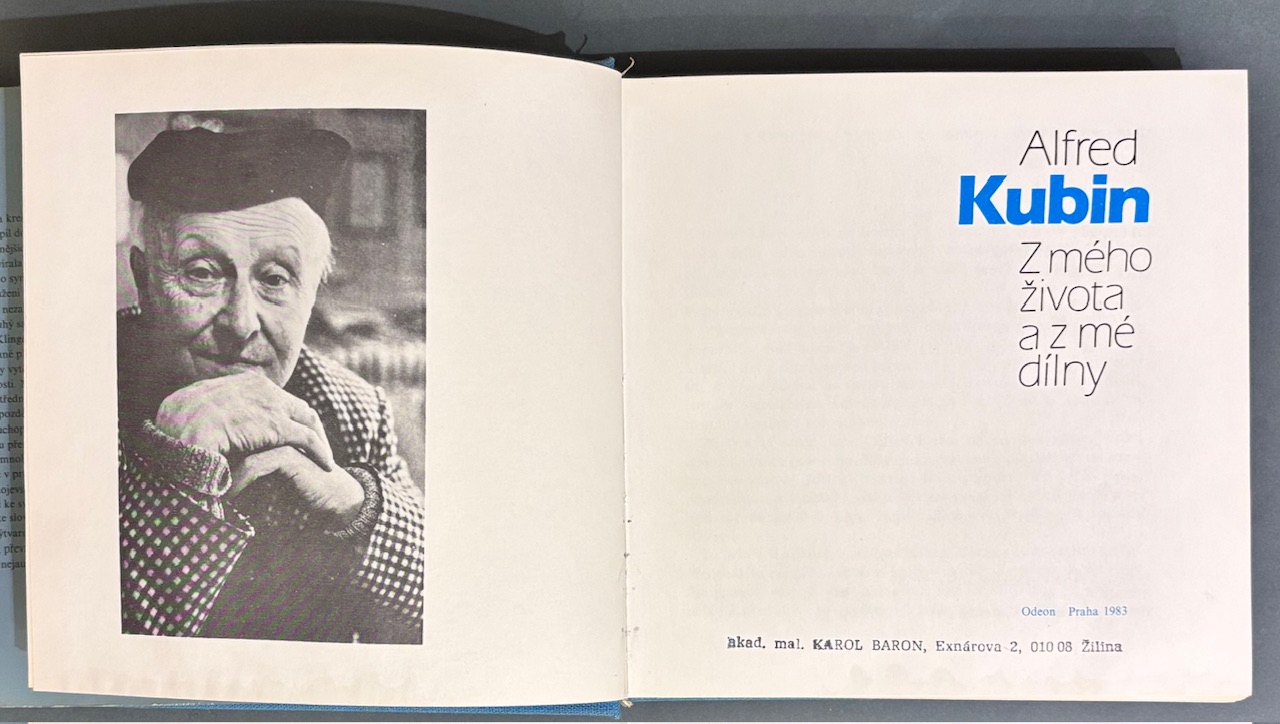 Alfred
Kubin
Z mého
života
a z mé
dílny
Odeon Praha 1983
akad. mal. KAROL BARON, Exnárova 2, 010 08 Žilina